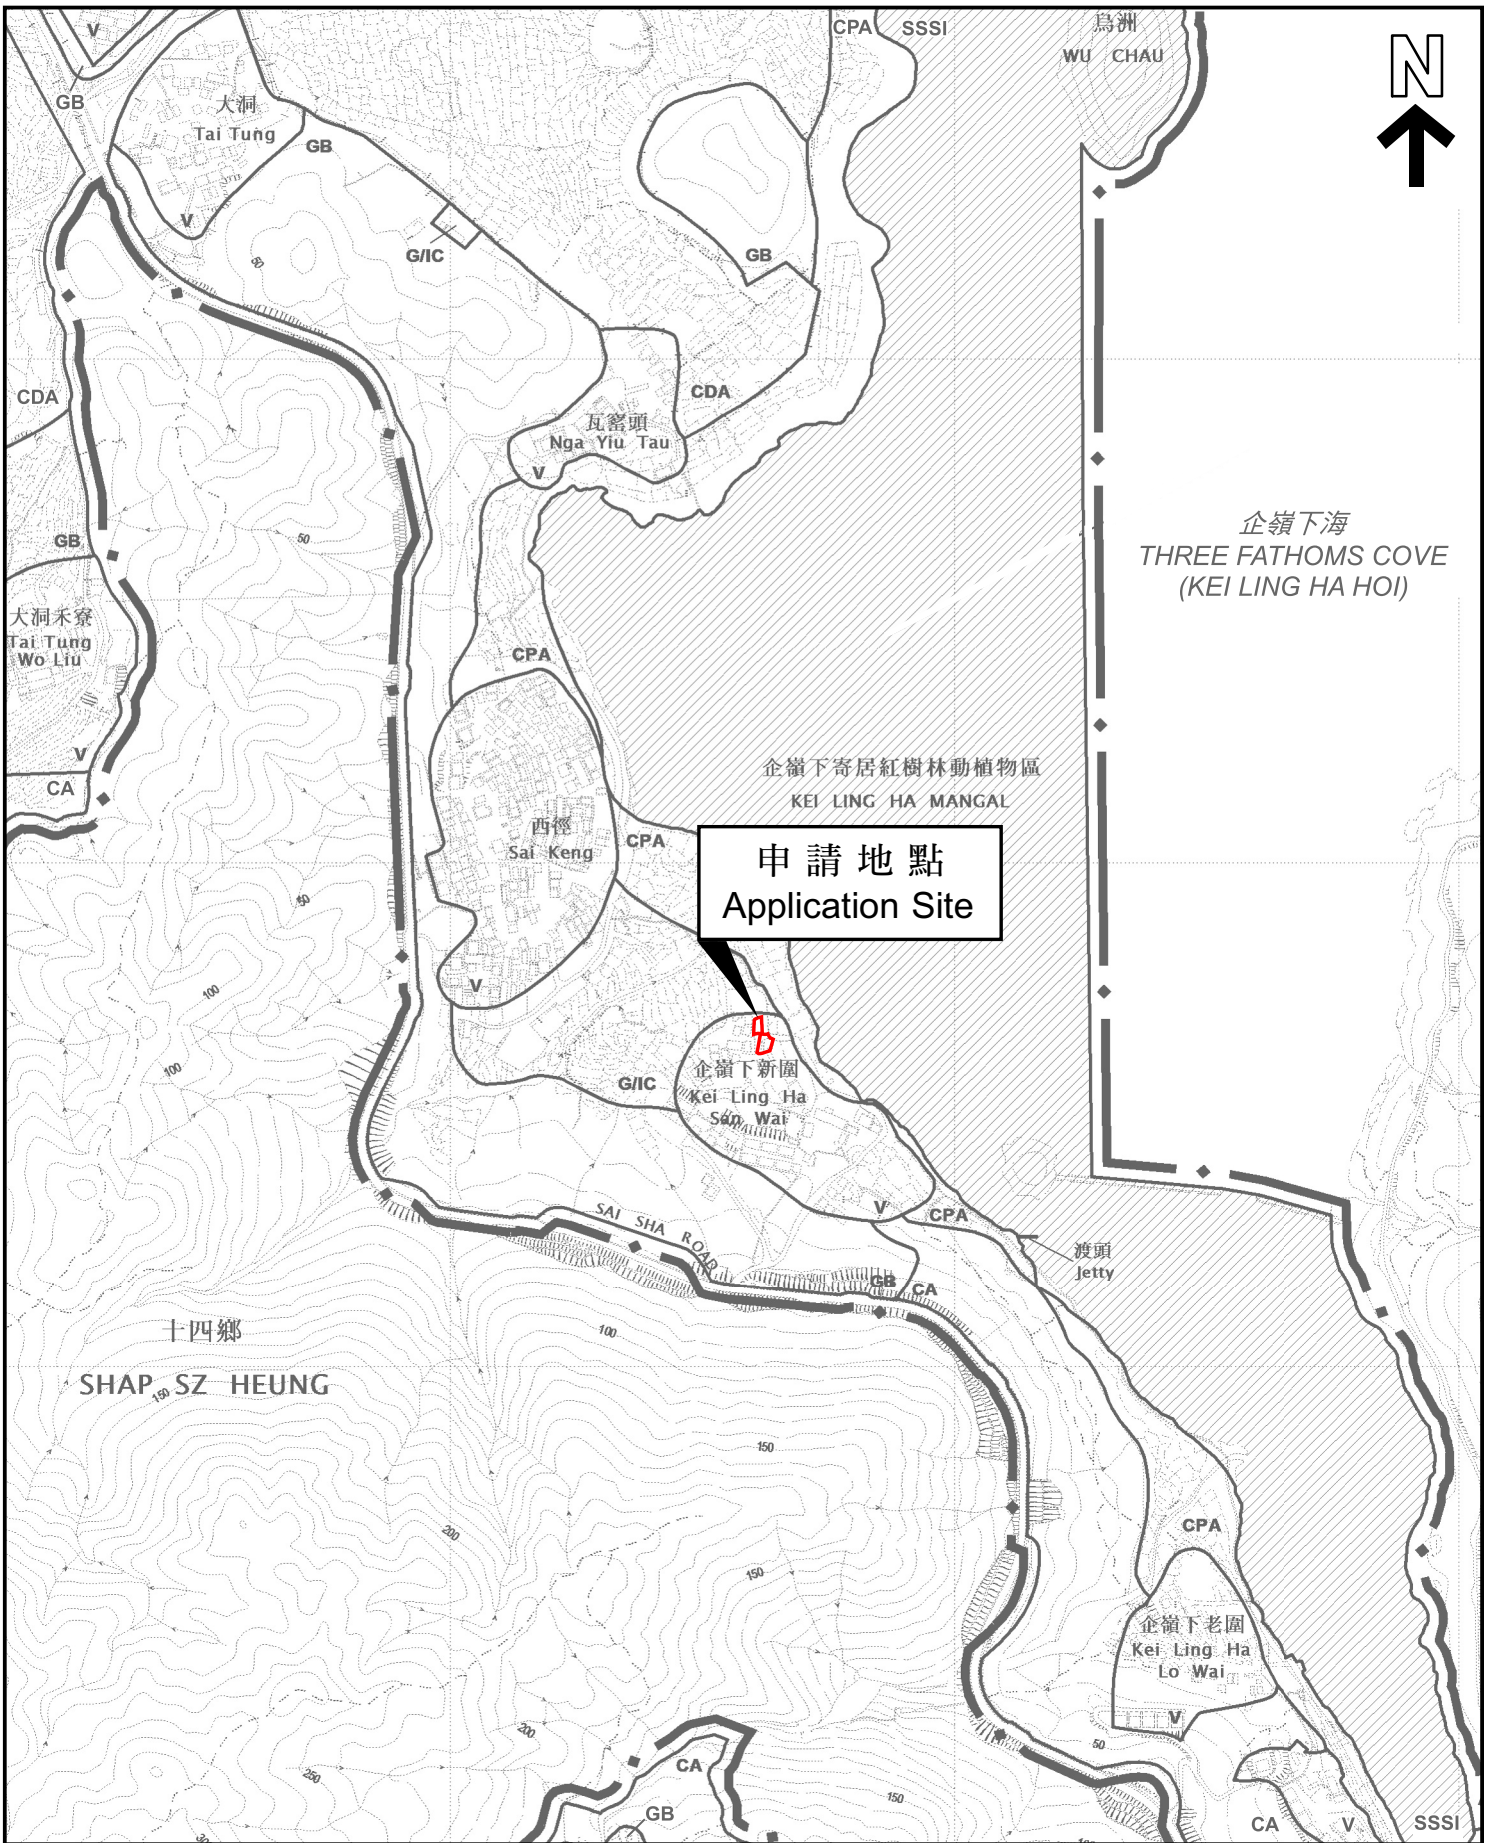 V
CPA
SSSI
烏洲
WU CHAU
N
GB
大洞
Tai Tung
GB
V
G/IC
50
GB
CDA
CDA
瓦窰頭
Nga Yiu Tau
V
企嶺下海
THREE FATHOMS COVE
(KEI LING HA HOI)
50
GB
大洞禾寮
Tai Tung
Wo Liu
CPA
V
CA
企嶺下寄居紅樹林動植物區
KEI LING HA MANGAL
西徑
Sai Keng
CPA
申請地點
Application Site
50
V
100
100
G/IC
企嶺下新圍
Kei Ling Ha
San Wai
SAI SHA ROAD
V
CPA
渡頭
Jetty
GB
CA
十四鄉
SHAP SZ HEUNG
100
150
150
CPA
200
150
企嶺下老圍
Kei Ling Ha
Lo Wai
V
200
50
CA
250
150
GB
CA
V
SSSI